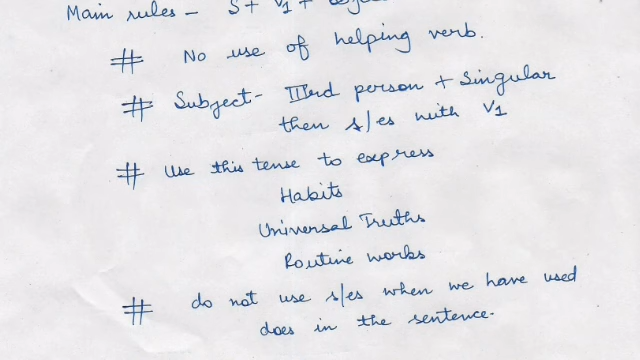 Main rules - S + V1 +
# No use of helping verb.
# Subject - IIIrd person + Singular
then s/es with V1
# Use this tense to express
Habits
Universal Truths
Routine works
# do not use s/es when we have used
does in the sentence.